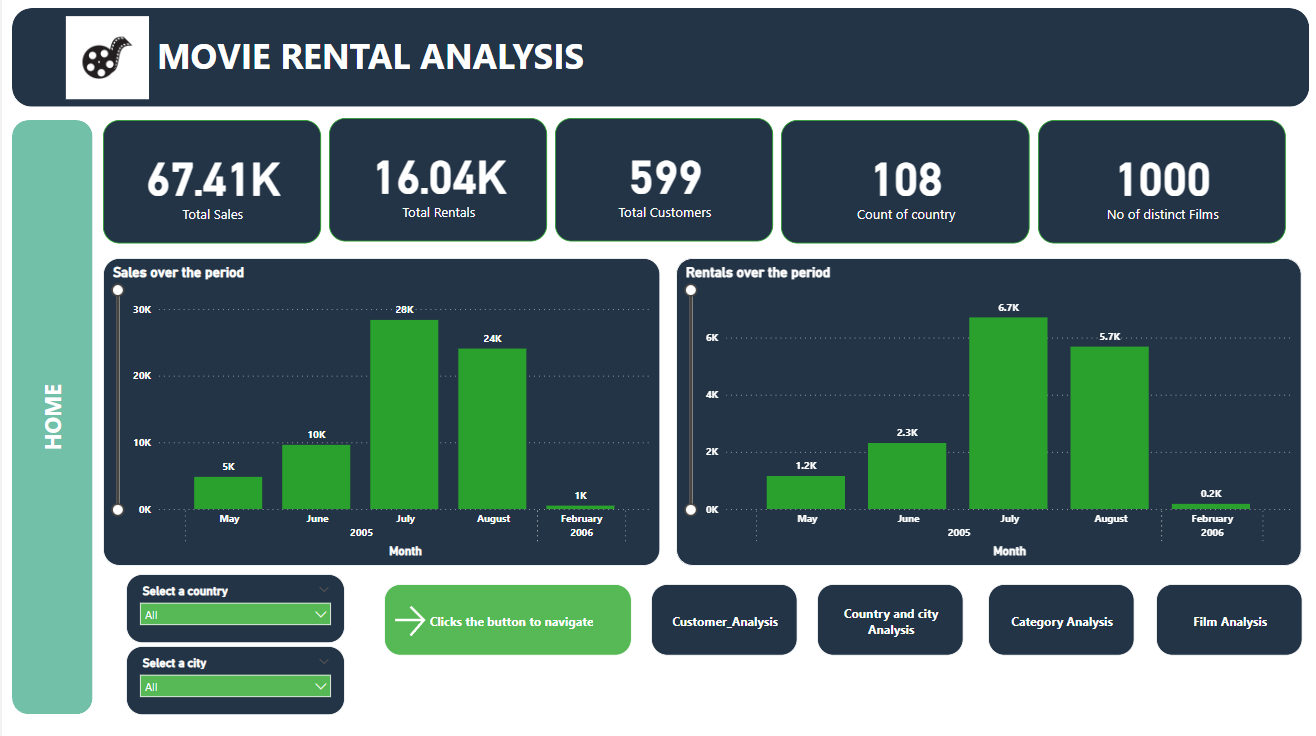 MOVIE RENTAL ANALYSIS
HOME
67.41K
Total Sales
16.04K
Total Rentals
599
Total Customers
108
Count of country
1000
No of distinct Films
Sales over the period
30K
20K
10K
0K
5K
10K
28K
24K
1K
May June July August February
2005 2006
Month
Rentals over the period
6K
4K
2K
0K
1.2K
2.3K
6.7K
5.7K
0.2K
May June July August February
2005 2006
Month
Select a country
All
Select a city
All
Clicks the button to navigate
Customer_Analysis
Country and city
Analysis
Category Analysis
Film Analysis